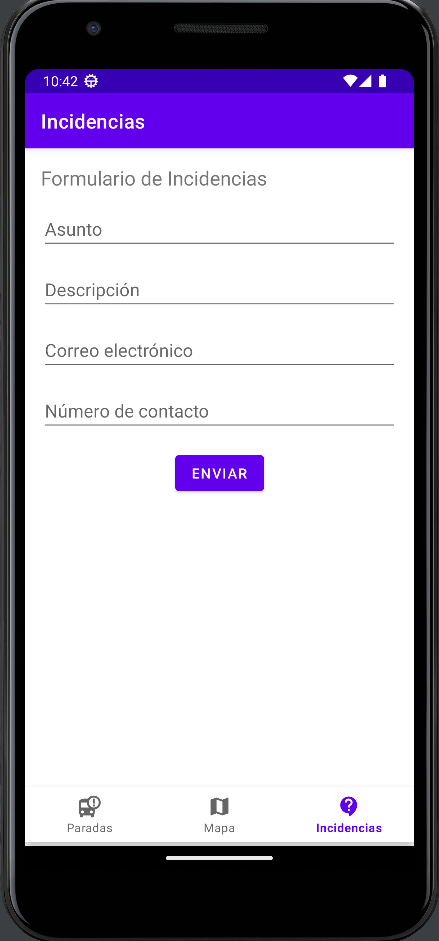 10:42
Incidencias
Formulario de Incidencias
Asunto
Descripción
Correo electrónico
Número de contacto
ENVIAR
Paradas
Mapa
Incidencias